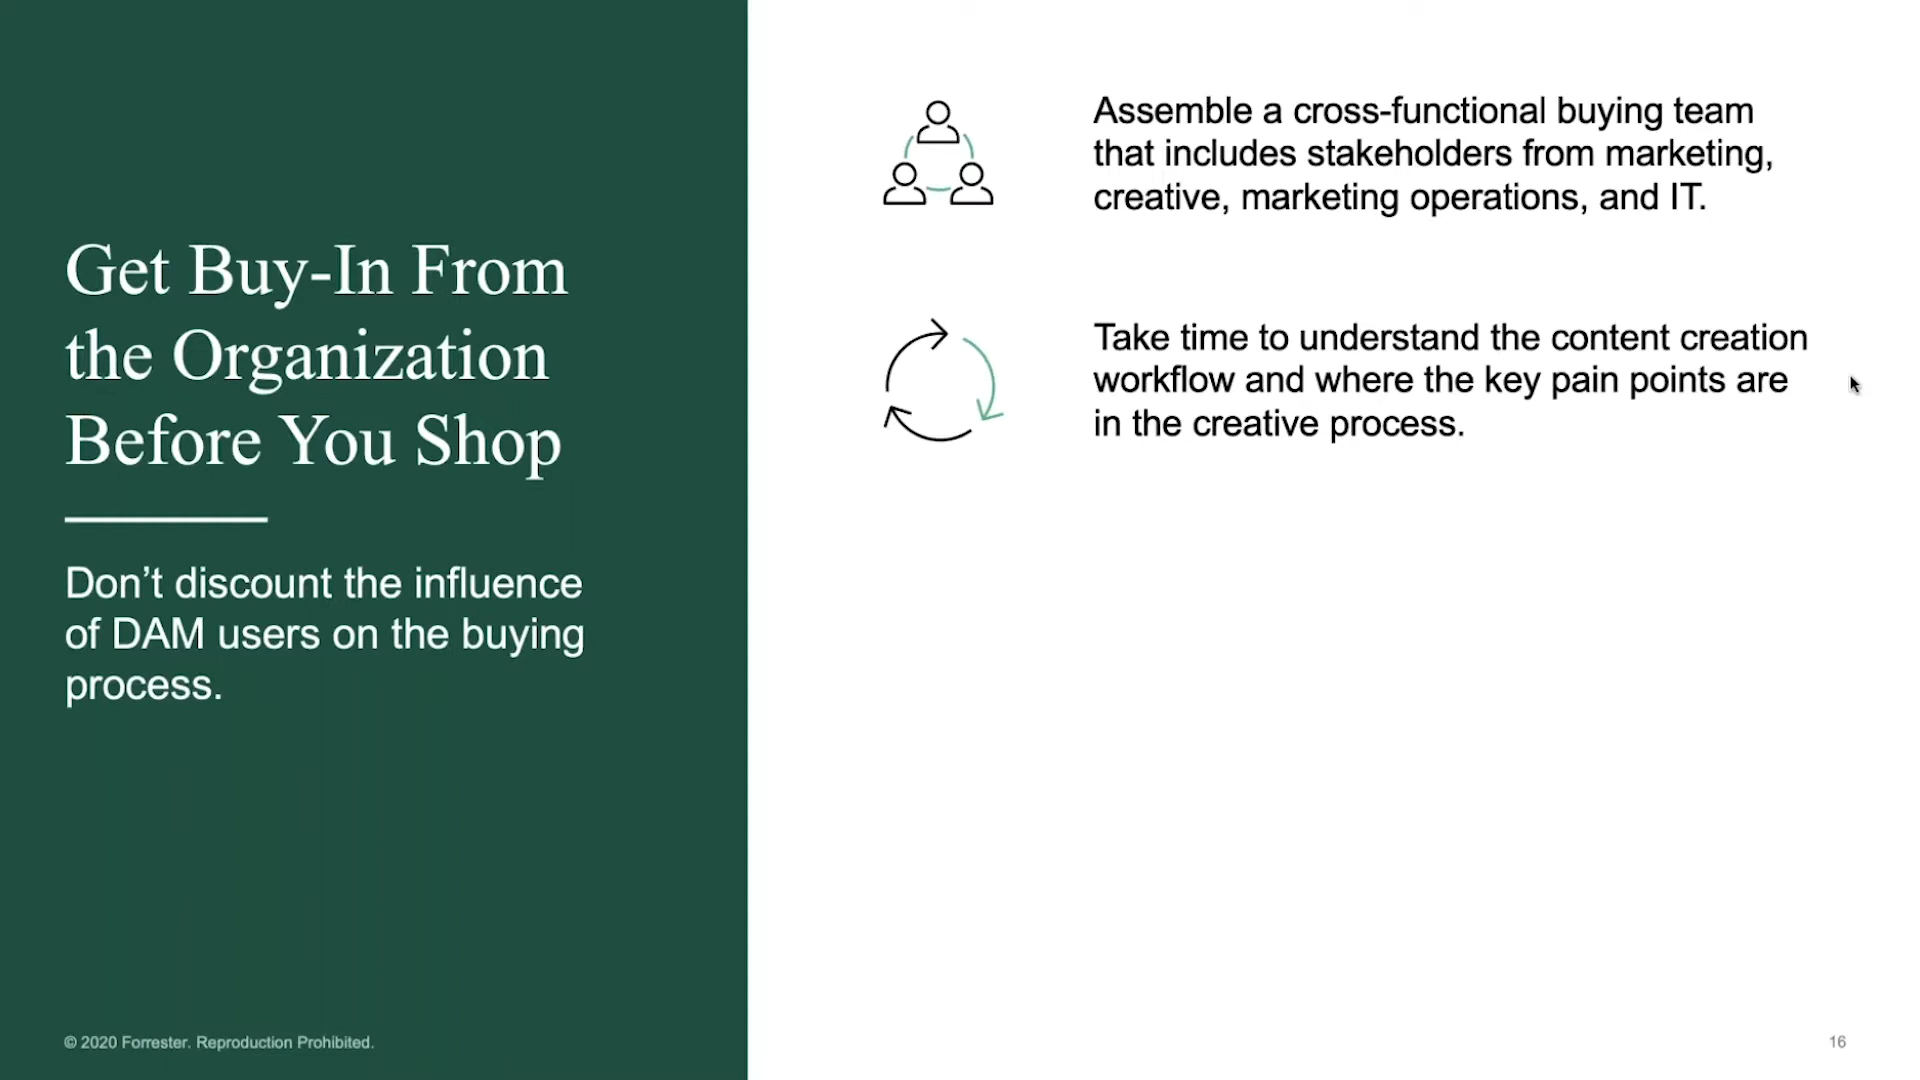 Get Buy-In From
the Organization
Before You Shop
Don’t discount the influence
of DAM users on the buying
process.
Assemble a cross-functional buying team
that includes stakeholders from marketing,
creative, marketing operations, and IT.
Take time to understand the content creation
workflow and where the key pain points are
in the creative process.
© 2020 Forrester. Reproduction Prohibited.
16